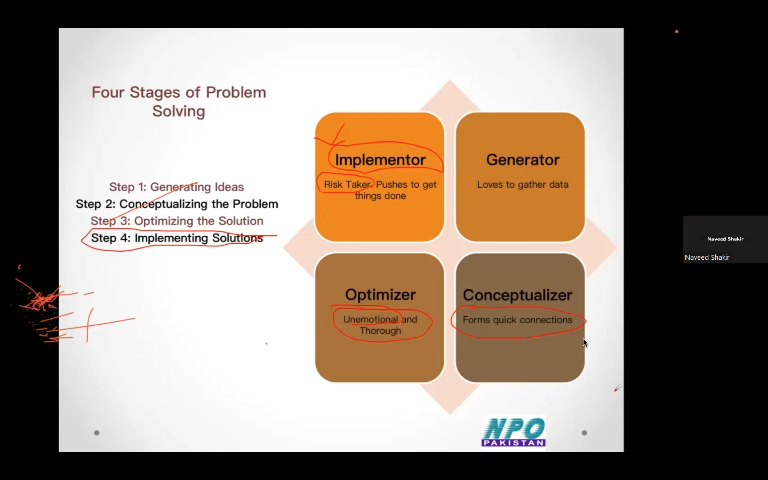 Four Stages of Problem
Solving
Step 1: Generating Ideas
Step 2: Conceptualizing the Problem
Step 3: Optimizing the Solution
Step 4: Implementing Solutions
Implementor
Risk Taker. Pushes to get
things done
Generator
Loves to gather data
Optimizer
Unemotional and
Thorough
Conceptualizer
Forms quick connections
NPO
PAKISTAN
Naveed Shakir
Naveed Shakir